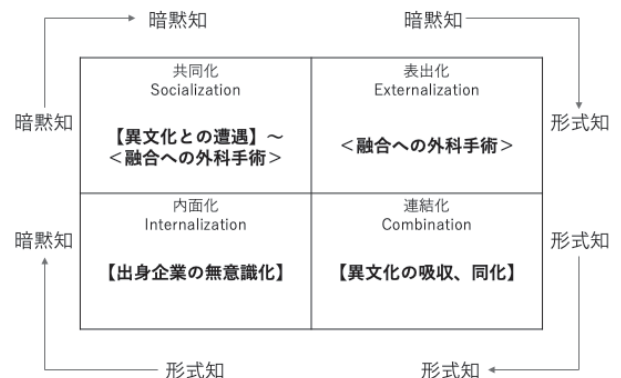 暗黙知
暗黙知
暗黙知
形式知
共同化
Socialization
【異文化との遭遇】~
<融合への外科手術>
表出化
Externalization
<融合への外科手術>
暗黙知
形式知
内面化
Internalization
【出身企業の無意識化】
連結化
Combination
【異文化の吸収、同化】
形式知
形式知